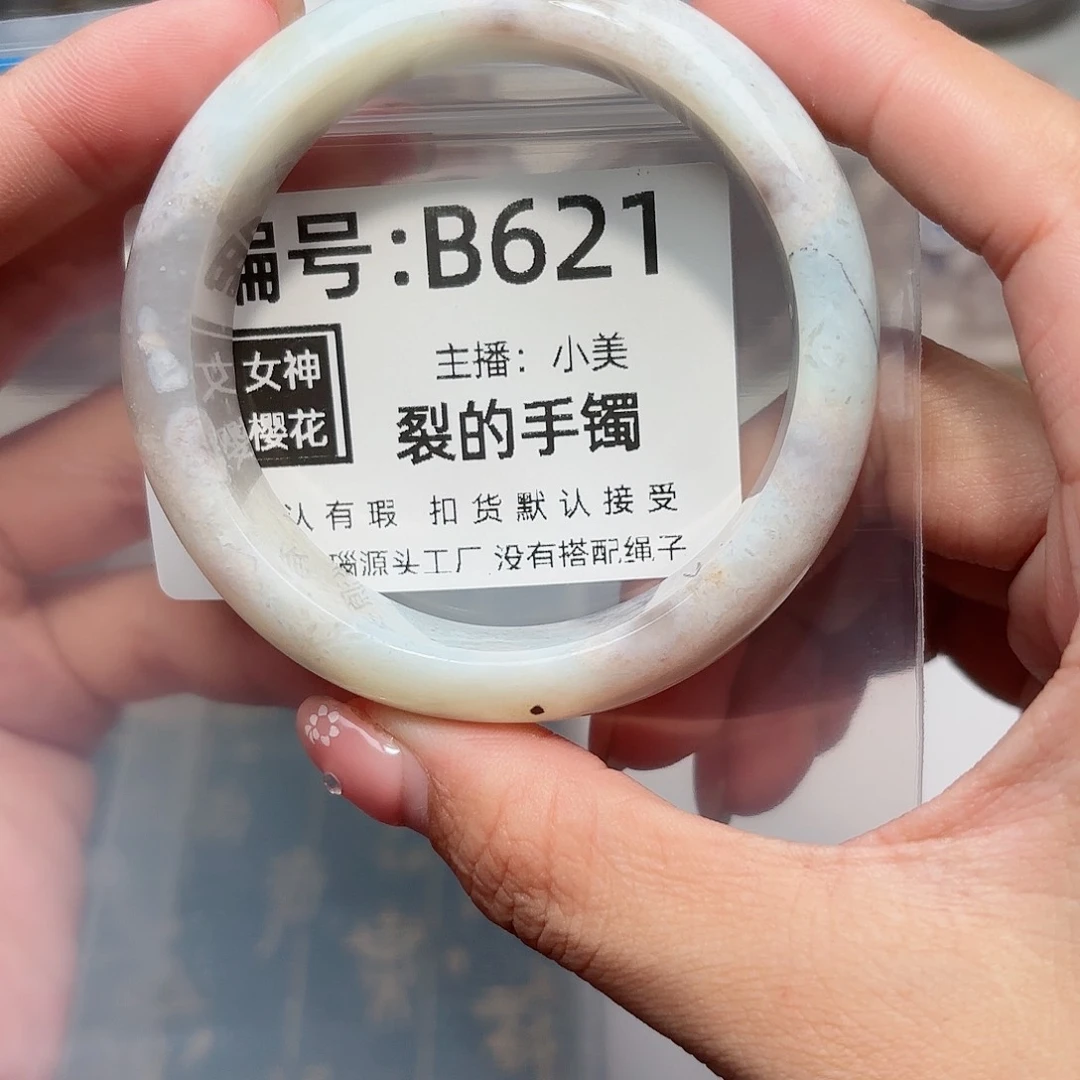 编号:B621
女神
樱花
主播: 小美
裂的手镯
认有瑕 扣货默认接受
瑙源头工厂 没有搭配绳子